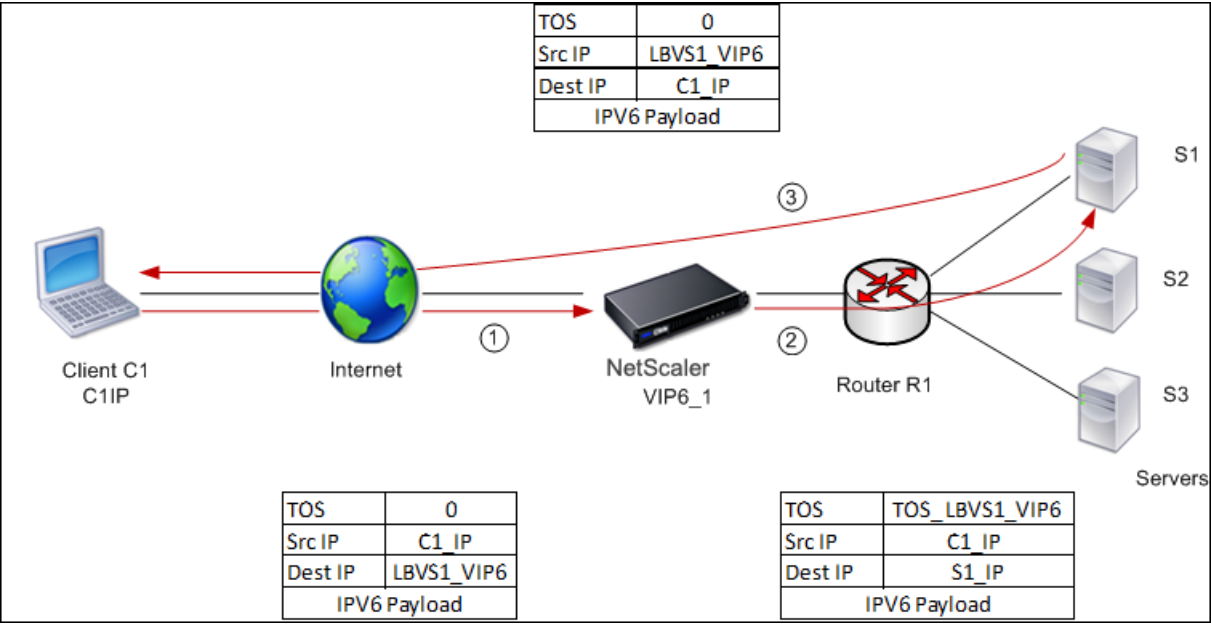 TOS 0
Src IP LBVS1_VIP6
Dest IP C1_IP
IPV6 Payload
S1
3
S2
1
2
Client C1
C1IP
Internet
NetScaler
VIP6_1
Router R1
S3
Servers
TOS 0
Src IP C1_IP
Dest IP LBVS1_VIP6
IPV6 Payload
TOS TOS_LBVS1_VIP6
Src IP C1_IP
Dest IP S1_IP
IPV6 Payload